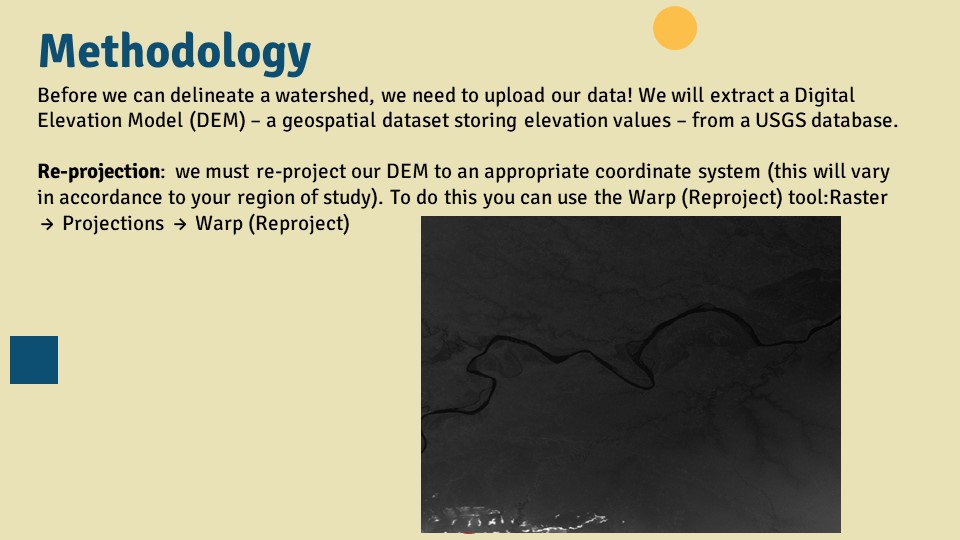 Methodology
Before we can delineate a watershed, we need to upload our data! We will extract a Digital
Elevation Model (DEM) – a geospatial dataset storing elevation values – from a USGS database.
Re-projection:  we must re-project our DEM to an appropriate coordinate system (this will vary
in accordance to your region of study). To do this you can use the Warp (Reproject) tool:Raster
→ Projections → Warp (Reproject)